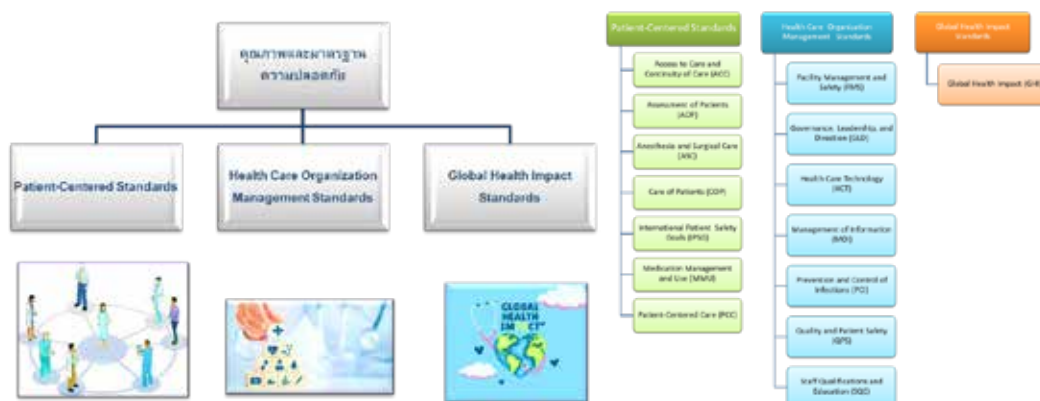 คุณภาพและมาตรฐาน
ความปลอดภัย
Patient-Centered Standards
Health Care Organization
Management Standards
Global Health Impact
Standards
GLOBAL
HEALTH
IMPACT
Patient-Centered Standards
Access to Care and
Continuity of Care (ACC)
Assessment of Patients
(AOP)
Anesthesia and Surgical Care
(ASC)
Care of Patients (COP)
International Patient Safety
Goals (IPSG)
Medication Management
and Use (MMU)
Patient-Centered Care (PCC)
Health Care Organization
Management Standards
Facility Management and
Safety (FMS)
Governance, Leadership, and
Direction (GLD)
Health Care Technology
(HCT)
Management of Information
(MOI)
Prevention and Control of
Infections (PCI)
Quality and Patient Safety
(QPS)
Staff Qualifications and
Education (SQE)
Global Health Impact
Standards
Global Health Impact (GHI)